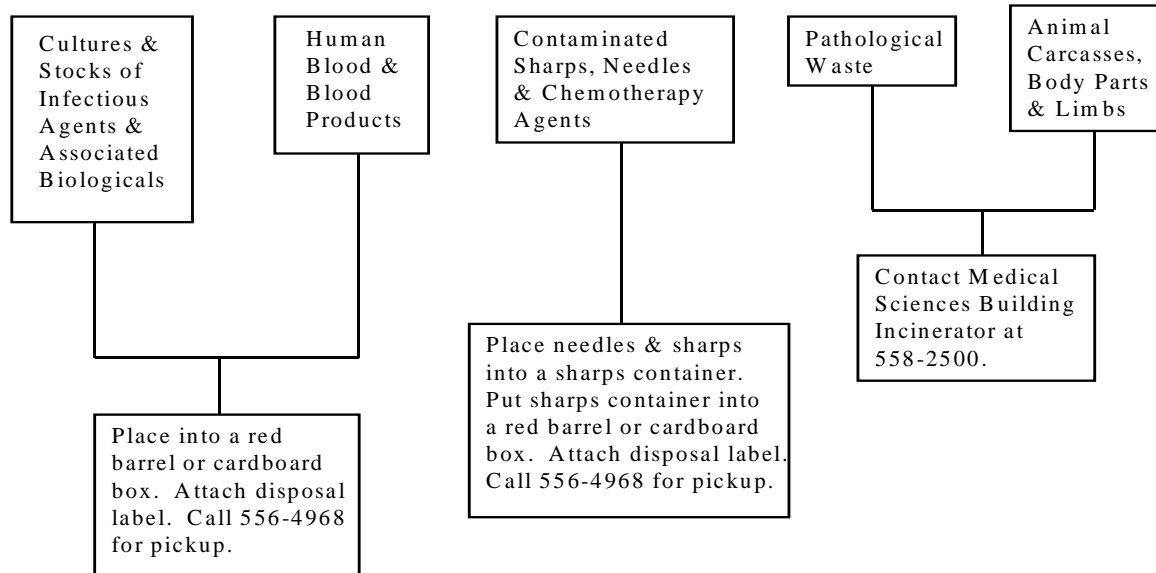 Cultures &
Stocks of
Infectious
Agents &
Associated
Biologicals
Human
Blood &
Blood
Products
Contaminated
Sharps, Needles
& Chemotherapy
Agents
Pathological
Waste
Animal
Carcasses,
Body Parts
& Limbs
Place into a red
barrel or cardboard
box. Attach disposal
label. Call 556-4968
for pickup.
Place needles & sharps
into a sharps container.
Put sharps container into
a red barrel or cardboard
box. Attach disposal label.
Call 556-4968 for pickup.
Contact Medical
Sciences Building
Incinerator at
558-2500.